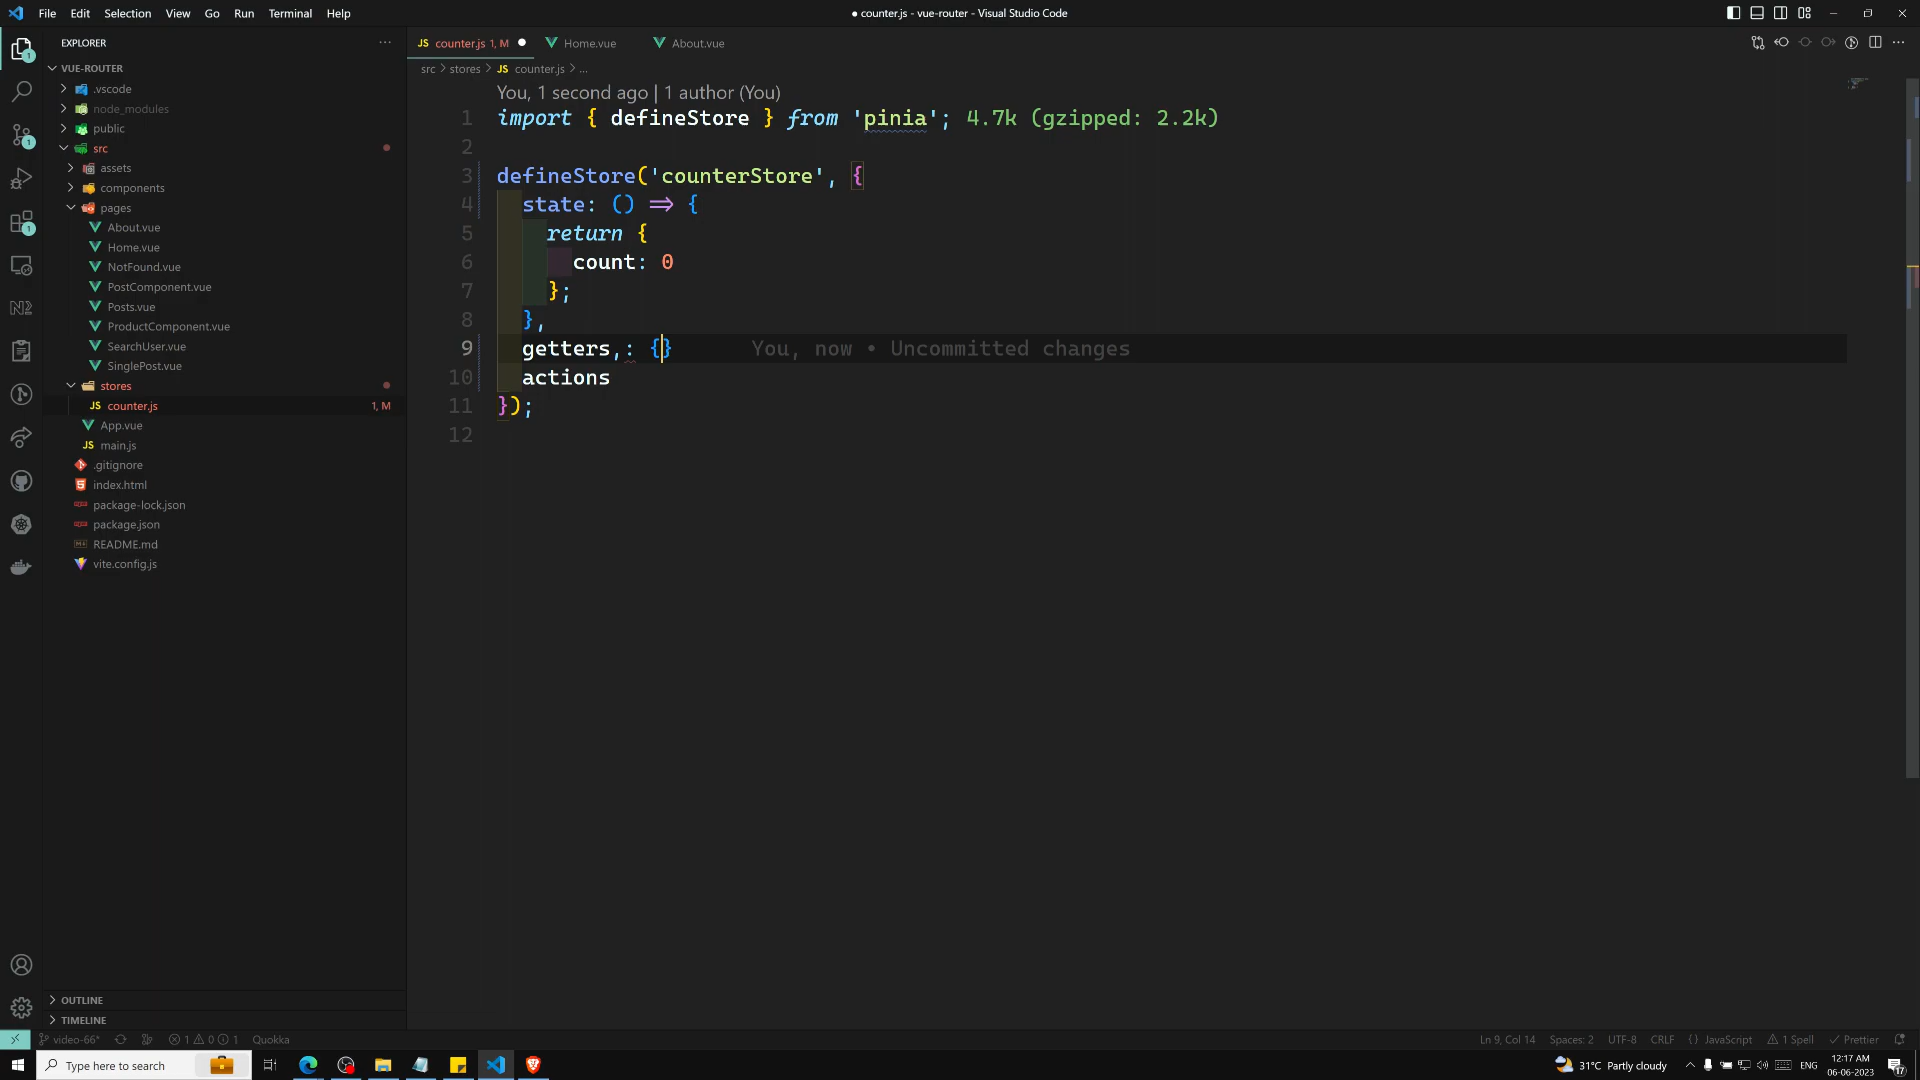 File Edit Selection View Go Run Terminal Help
● counter.js - vue-router - Visual Studio Code
EXPLORER
VUE-ROUTER
.vscode
node_modules
public
src
assets
components
pages
About.vue
Home.vue
NotFound.vue
PostComponent.vue
Posts.vue
ProductComponent.vue
SearchUser.vue
SinglePost.vue
stores
JS counter.js 1, M
App.vue
JS main.js
.gitignore
index.html
package-lock.json
package.json
README.md
vite.config.js
OUTLINE
TIMELINE
JS counter.js 1, M ● Home.vue About.vue
src > stores > JS counter.js > ...
You, 1 second ago | 1 author (You)
1 import { defineStore } from 'pinia'; 4.7k (gzipped: 2.2k)
2
3 defineStore('counterStore', {
4 state: () => {
5 return {
6 count: 0
7 };
8 },
9 getters,: {} You, now • Uncommitted changes
10 actions
11 });
12
video-66* 1 0 1 Quokka
Ln 9, Col 14 Spaces: 2 UTF-8 CRLF {} JavaScript 1 Spell Prettier
Type here to search
31°C Partly cloudy ENG 12:17 AM
06-06-2023
17